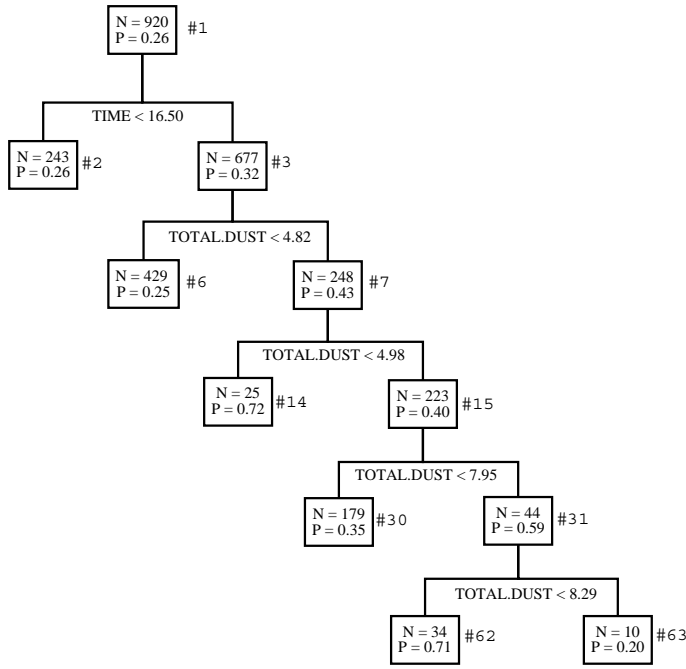 N = 920
P = 0.26
#1
TIME < 16.50
N = 243
P = 0.26
#2
N = 677
P = 0.32
#3
TOTAL.DUST < 4.82
N = 429
P = 0.25
#6
N = 248
P = 0.43
#7
TOTAL.DUST < 4.98
N = 25
P = 0.72
#14
N = 223
P = 0.40
#15
TOTAL.DUST < 7.95
N = 179
P = 0.35
#30
N = 44
P = 0.59
#31
TOTAL.DUST < 8.29
N = 34
P = 0.71
#62
N = 10
P = 0.20
#63